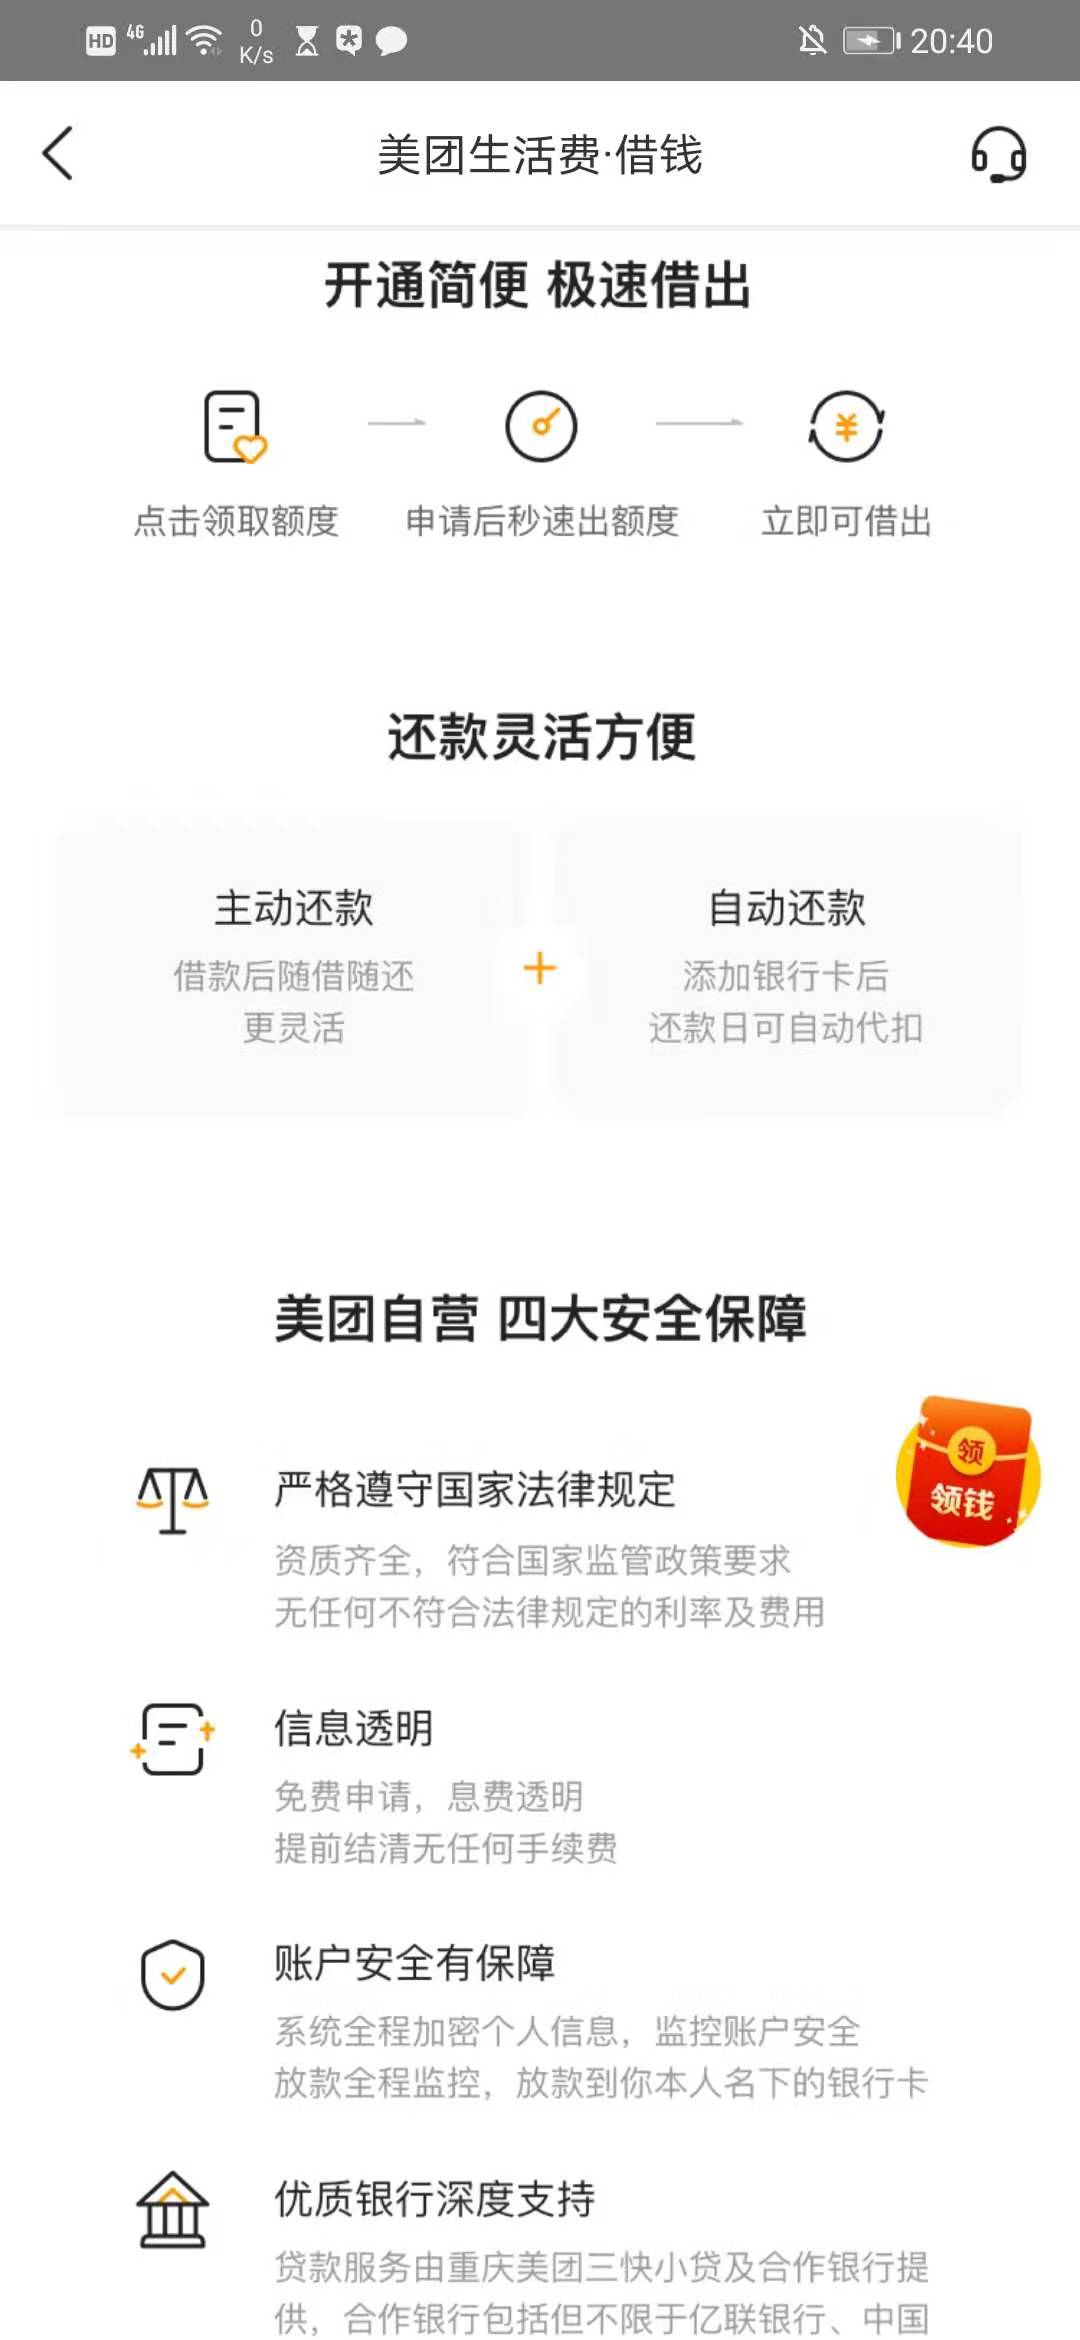 HD 4G 0 K/s 20:40
美团生活费·借钱
开通简便 极速借出
点击领取额度 申请后秒速出额度 立即可借出
还款灵活方便
主动还款 自动还款
借款后随借随还 添加银行卡后
更灵活 还款日可自动代扣
美团自营 四大安全保障
领
领钱
严格遵守国家法律规定
资质齐全，符合国家监管政策要求
无任何不符合法律规定的利率及费用
信息透明
免费申请，息费透明
提前结清无任何手续费
账户安全有保障
系统全程加密个人信息，监控账户安全
放款全程监控，放款到你本人名下的银行卡
优质银行深度支持
贷款服务由重庆美团三快小贷及合作银行提
供，合作银行包括但不限于亿联银行、中国